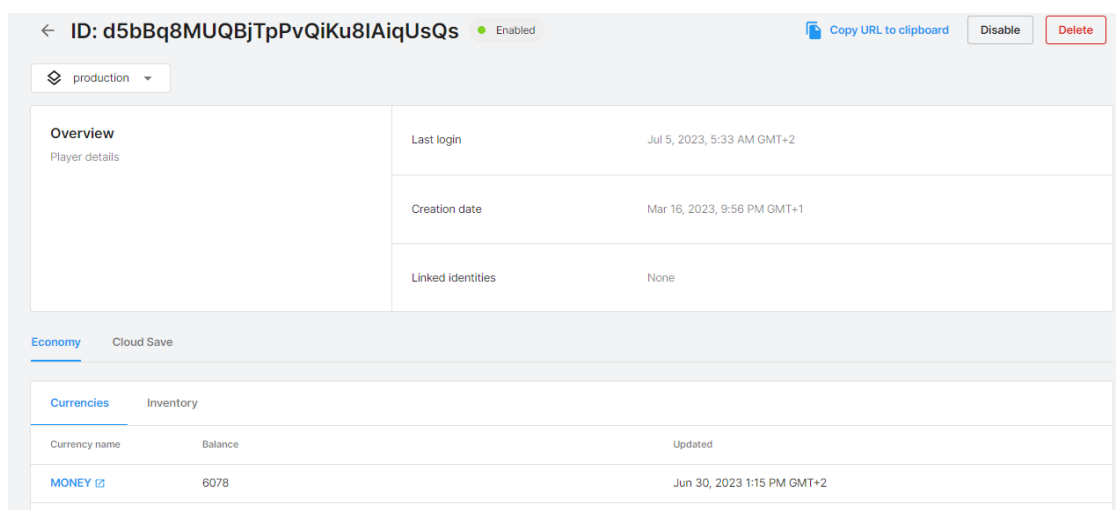 ID: d5bBq8MUQBjTpPvQiKu8lAiqUsQs Enabled Copy URL to clipboard Disable Delete
production
Overview
Player details
Last login Jul 5, 2023, 5:33 AM GMT+2
Creation date Mar 16, 2023, 9:56 PM GMT+1
Linked identities None
Economy Cloud Save
Currencies Inventory
Currency name Balance Updated
MONEY 6078 Jun 30, 2023 1:15 PM GMT+2